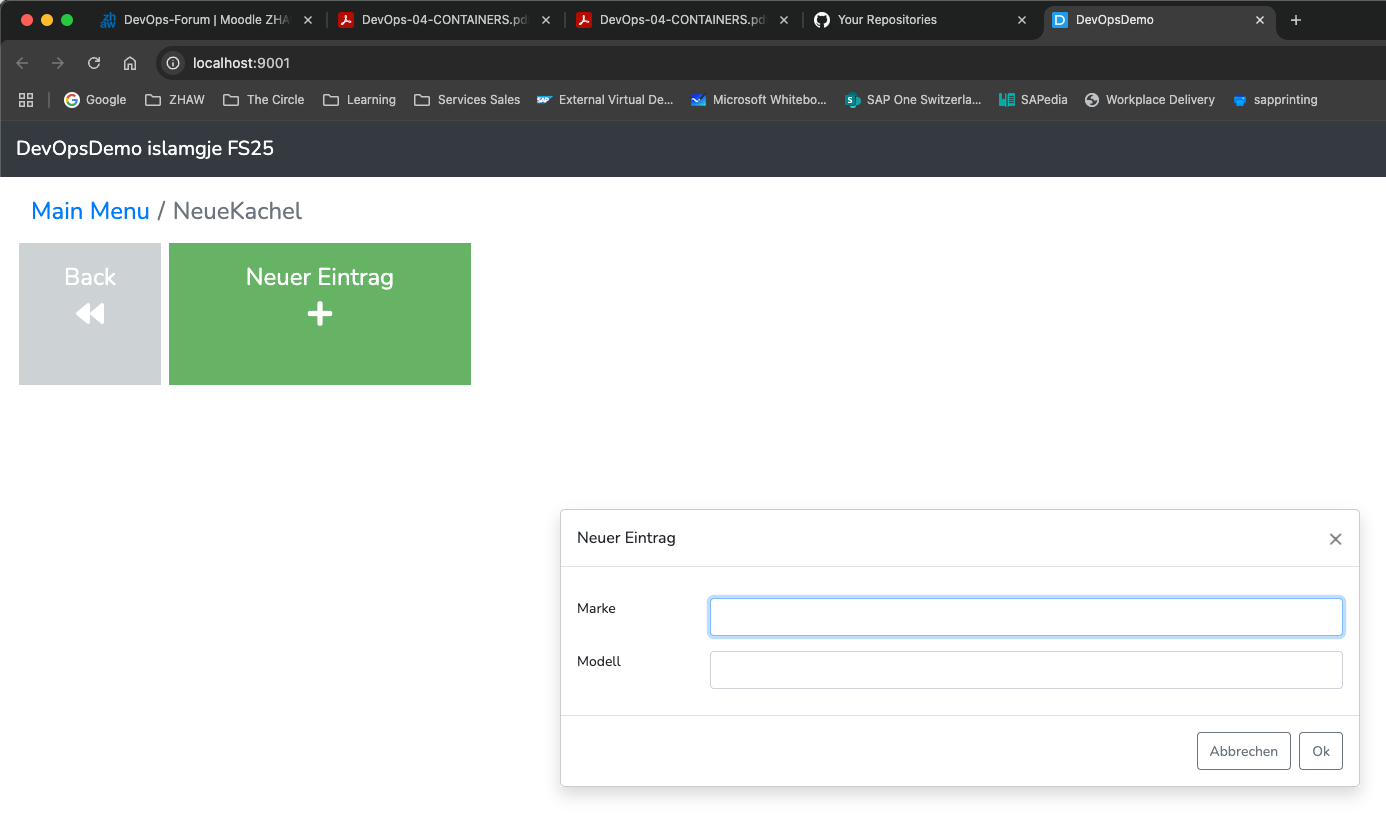 DevOps-Forum | Moodle ZHA
DevOps-04-CONTAINERS.pd
DevOps-04-CONTAINERS.pd
Your Repositories
DevOpsDemo
localhost:9001
Google
ZHAW
The Circle
Learning
Services Sales
External Virtual De...
Microsoft Whitebo...
SAP One Switzerla...
SAPedia
Workplace Delivery
sapprinting
DevOpsDemo islamgje FS25
Main Menu / NeueKachel
Back
Neuer Eintrag
Neuer Eintrag
Marke
Modell
Abbrechen
Ok